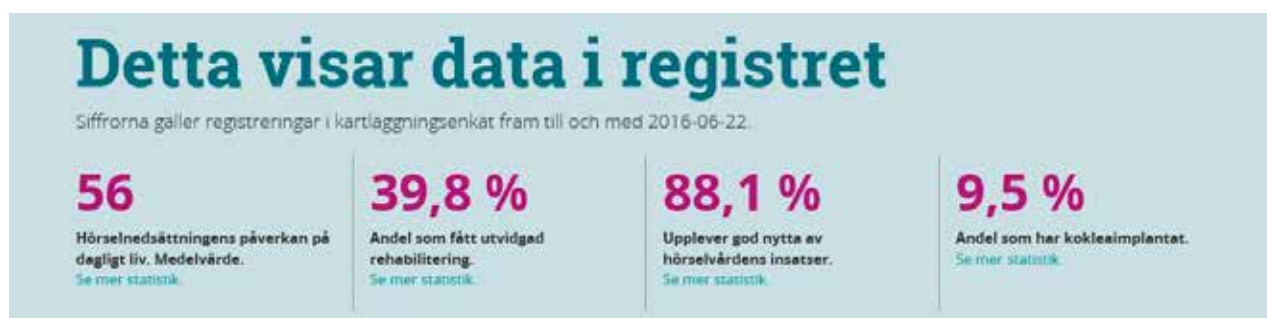 Detta visar data i registret
Siffrorna gäller registreringar i kartläggningsenkät fram till och med 2016-06-22.
56
Hörselnedsättningens påverkan på
dagligt liv. Medelvärde.
Se mer statistik.
39,8 %
Andel som fått utvidgad
rehabilitering.
Se mer statistik.
88,1 %
Upplever god nytta av
hörselvårdens insatser.
Se mer statistik.
9,5 %
Andel som har kokleaimplantat.
Se mer statistik.